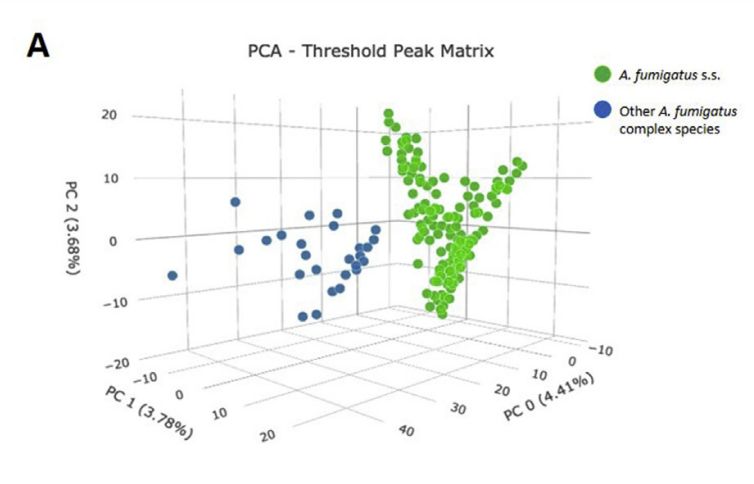 A
PCA - Threshold Peak Matrix
A. fumigatus s.s.
Other A. fumigatus
complex species
20
10
0
−10
−20
PC 2 (3.68%)
−10
0
10
20
PC 1 (3.78%)
40
30
20
10
0
−10
PC 0 (4.41%)